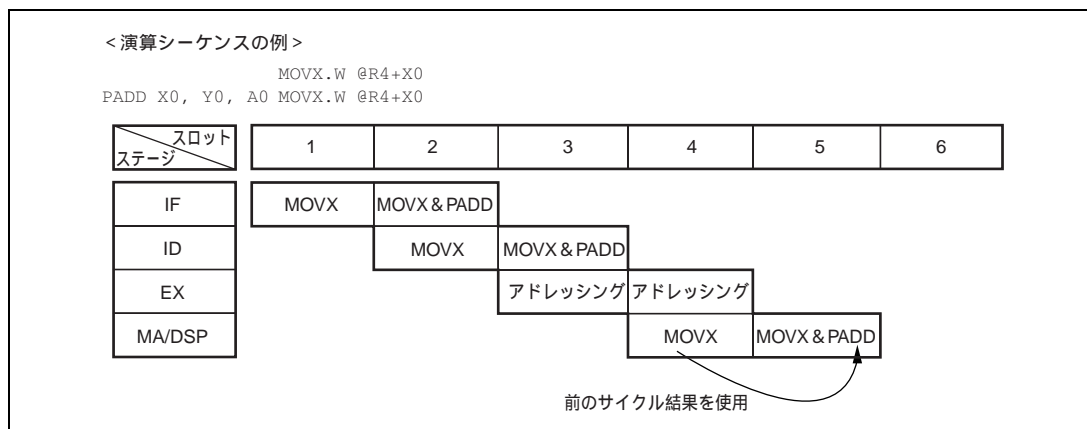 <演算シーケンスの例>
MOVX.W @R4+X0
PADD X0, Y0, A0 MOVX.W @R4+X0
スロット
ステージ
1 2 3 4 5 6
IF MOVX MOVX & PADD
ID MOVX MOVX & PADD
EX アドレッシング アドレッシング
MA/DSP MOVX MOVX & PADD
前のサイクル結果を使用